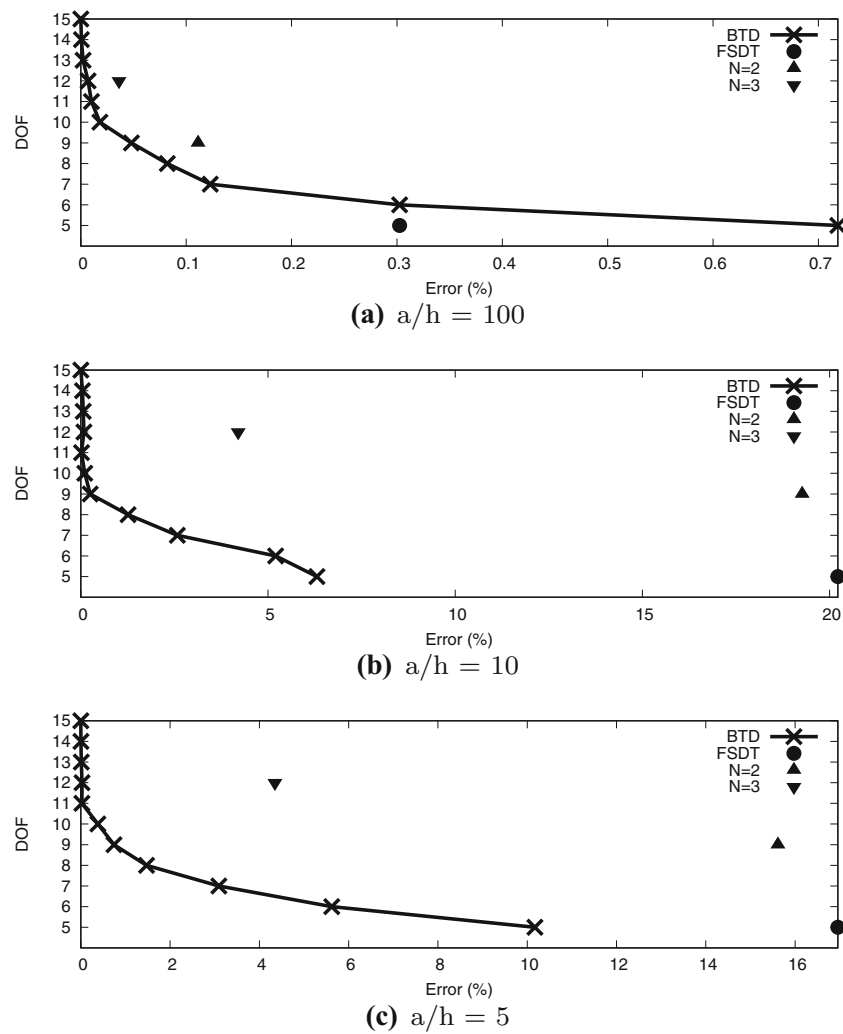 15
14
13
12
11
10
9
8
7
6
5
DOF
0
0.1
0.2
0.3
0.4
0.5
0.6
0.7
Error (%)
BTD
FSDT
N=2
N=3
(a) a/h = 100
15
14
13
12
11
10
9
8
7
6
5
DOF
0
5
10
15
20
Error (%)
BTD
FSDT
N=2
N=3
(b) a/h = 10
15
14
13
12
11
10
9
8
7
6
5
DOF
0
2
4
6
8
10
12
14
16
Error (%)
BTD
FSDT
N=2
N=3
(c) a/h = 5